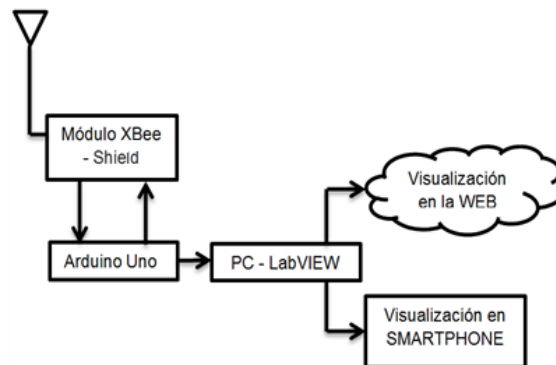 Módulo XBee
- Shield
Visualización
en la WEB
Arduino Uno
PC - LabVIEW
Visualización en
SMARTPHONE